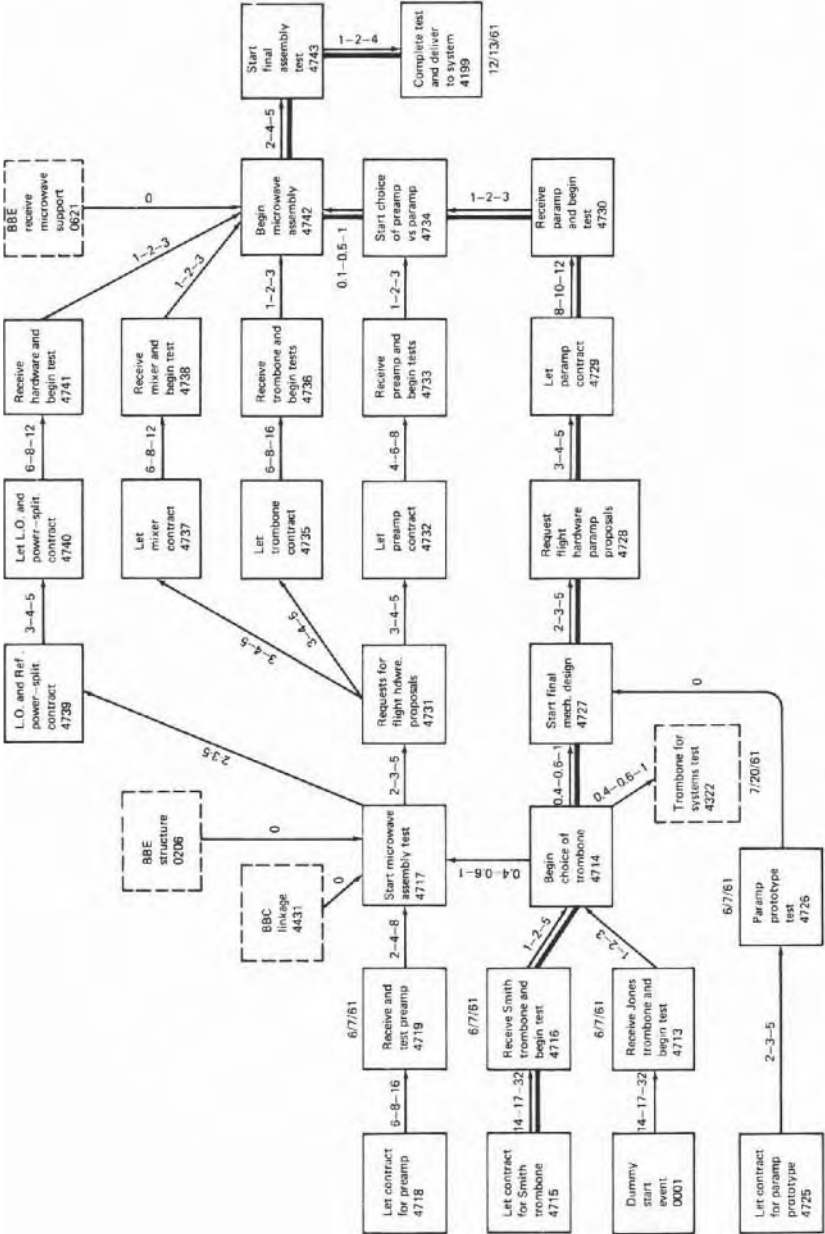 Let contract
for preamp
4718
6–8–16
6/7/61
Receive and
test preamp
4719
2–4–8
BBC
linkage
4431
0
BBE
structure
0206
0
Start microwave
assembly test
4717
2-3-5
L.O. and Ref.
power–split.
contract
4739
3–4–5
Let L.O. and
power–split.
contract
4740
6–8–12
Receive
hardware and
begin test
4741
1–2–3
BBE
receive
microwave
support
0621
0
2–3–5
Requests for
flight hdwre.
proposals
4731
3–4–5
Let
mixer
contract
4737
6–8–12
Receive
mixer and
begin test
4738
1–2–3
3–4–5
Let
trombone
contract
4735
6–8–16
Receive
trombone and
begin tests
4736
1–2–3
Begin
microwave
assembly
4742
2–4–5
Start
final
assembly
test
4743
1–2–4
Complete test
and deliver
to system
4199
12/13/61
3–4–5
Let
preamp
contract
4732
4–6–8
Receive
preamp and
begin tests
4733
1–2–3
Start choice
of preamp
vs paramp
4734
0.1–0.5–1
Let contract
for Smith
trombone
4715
14–17–32
6/7/61
Receive Smith
trombone and
begin test
4716
1–2–5
Dummy
start
event
0001
14–17–32
6/7/61
Receive Jones
trombone and
begin test
4713
1–2–3
0.4–0.6–1
Begin
choice of
trombone
4714
0.4–0.6–1
0.4–0.6–1
Trombone for
systems test
4322
7/20/61
Start final
mech. design
4727
2–3–5
Request
flight
hardware
paramp
proposals
4728
3–4–5
Let
paramp
contract
4729
8–10–12
Receive
paramp
and begin
test
4730
1–2–3
Let contract
for paramp
prototype
4725
2–3–5
6/7/61
Paramp
prototype
test
4726
0